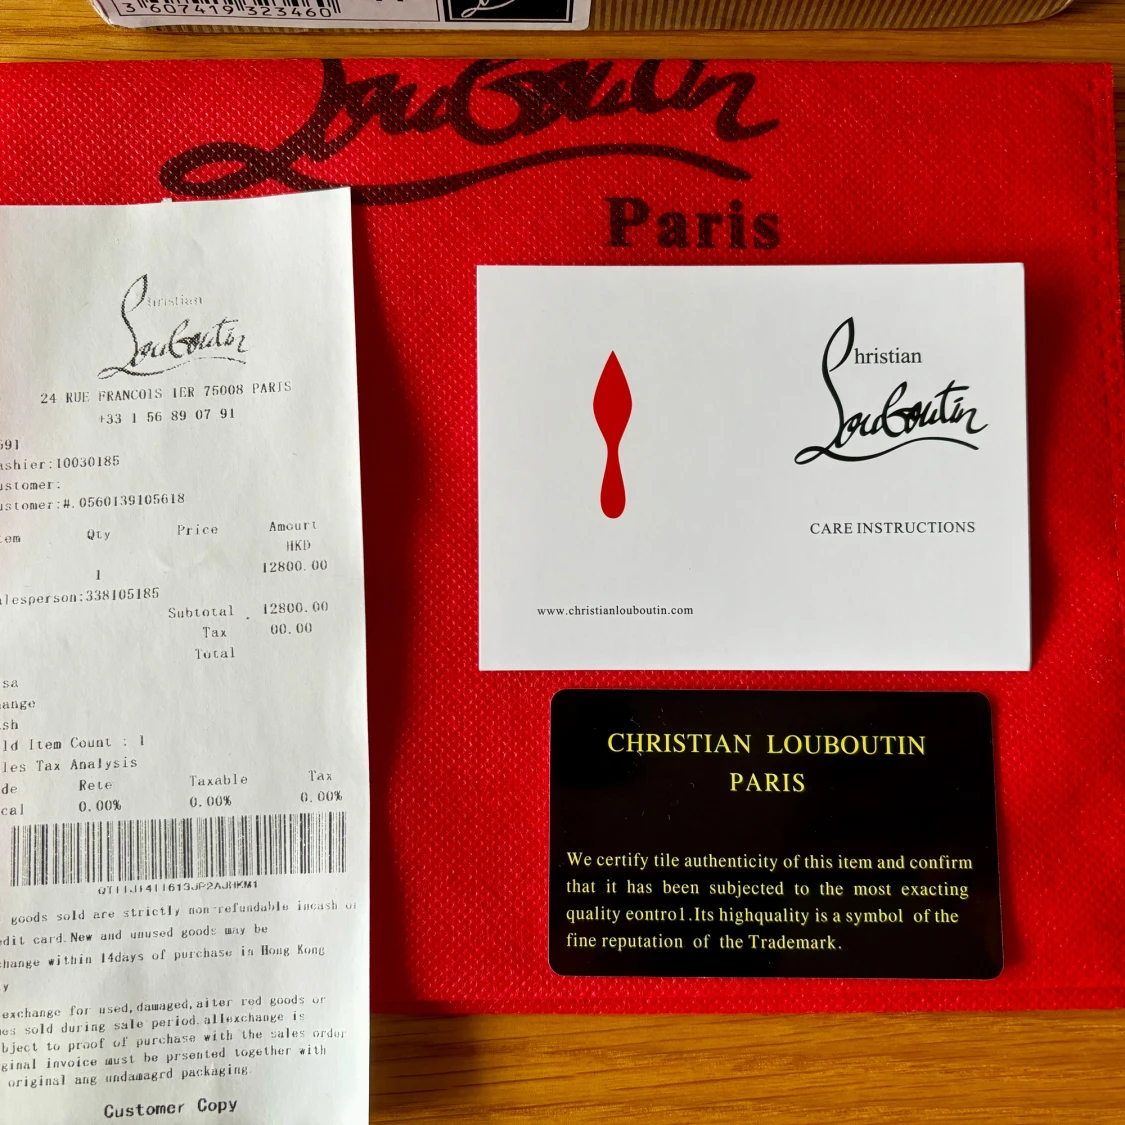 3 607419 323460
Louboutin
Paris
Christian
Louboutin
24 RUE FRANCOIS 1ER 75008 PARIS
+33 1 56 89 07 91
591
ashier:10030185
ustomer:
ustomer:#.0560139105618
em Qty Price Amourt
HKD
1 12800.00
alesperson:338105185
Subtotal . 12800.00
Tax 00.00
Total
sa
ange
sh
ld Item Count : 1
les Tax Analysis
de Rete Taxable Tax
cal 0.00% 0.00% 0.00%
goods sold are strictly non-refundable incash or
edit card.New and unused goods may be
change within 14days of purchase in Hong Kong
y
exchange for used,damaged,aiter red goods or
es sold during sale period.allexchange is
bject to proof of purchase with the sales order
ginal invoice must be prsented together with
original ang undamagrd packaging.
Customer Copy
Christian
Louboutin
CARE INSTRUCTIONS
www.christianlouboutin.com
CHRISTIAN LOUBOUTIN
PARIS
We certify tile authenticity of this item and confirm
that it has been subjected to the most exacting
quality eontro1.Its highquality is a symbol of the
fine reputation of the Trademark.